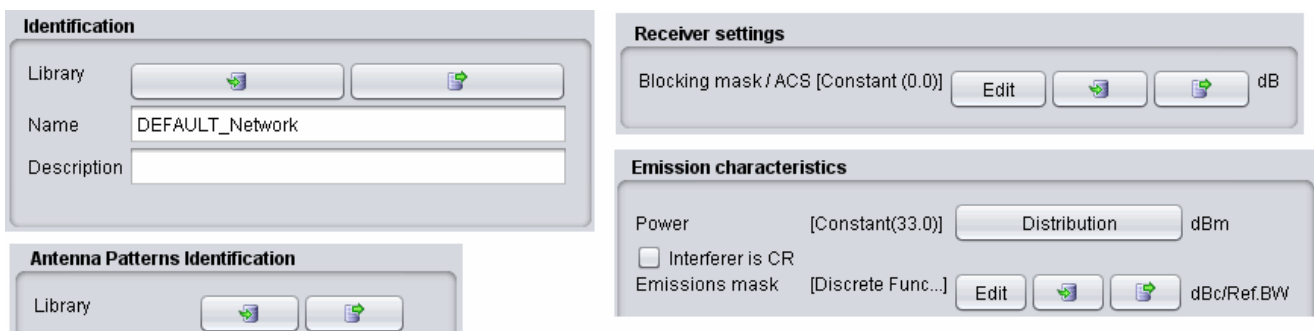 Identification
Library
Name DEFAULT_Network
Description
Antenna Patterns Identification
Library
Receiver settings
Blocking mask / ACS [Constant (0.0)] Edit dB
Emission characteristics
Power [Constant(33.0)] Distribution dBm
Interferer is CR
Emissions mask [Discrete Func...] Edit dBc/Ref.BW